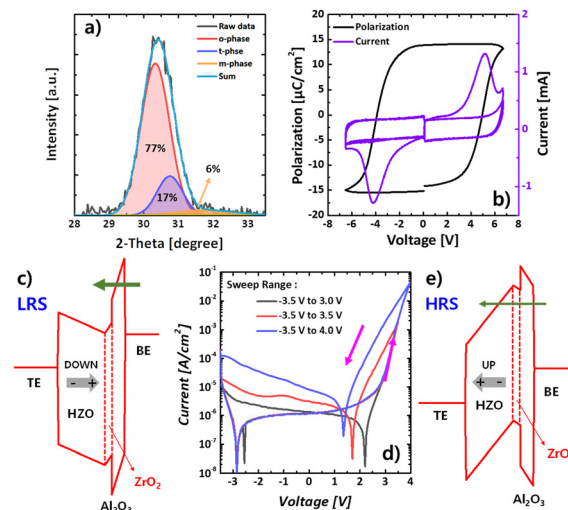 a)
Raw data
o-phase
t-phse
m-phase
Sum
77%
17%
6%
Intensity [a.u.]
28 29 30 31 32 33
2-Theta [degree]
Polarization
Current
b)
20
15
10
5
0
-5
-10
-15
-20
Polarization [μC/cm²]
-8 -6 -4 -2 0 2 4 6 8
Voltage [V]
2
1
0
-1
Current [mA]
c)
LRS
TE
DOWN
- +
HZO
BE
ZrO₂
Al₂O₃
Sweep Range :
-3.5 V to 3.0 V
-3.5 V to 3.5 V
-3.5 V to 4.0 V
d)
10⁻¹
10⁻²
10⁻³
10⁻⁴
10⁻⁵
10⁻⁶
10⁻⁷
10⁻⁸
Current [A/cm²]
-3 -2 -1 0 1 2 3 4
Voltage [V]
e)
HRS
TE
UP
+ -
HZO
BE
ZrO
Al₂O₃